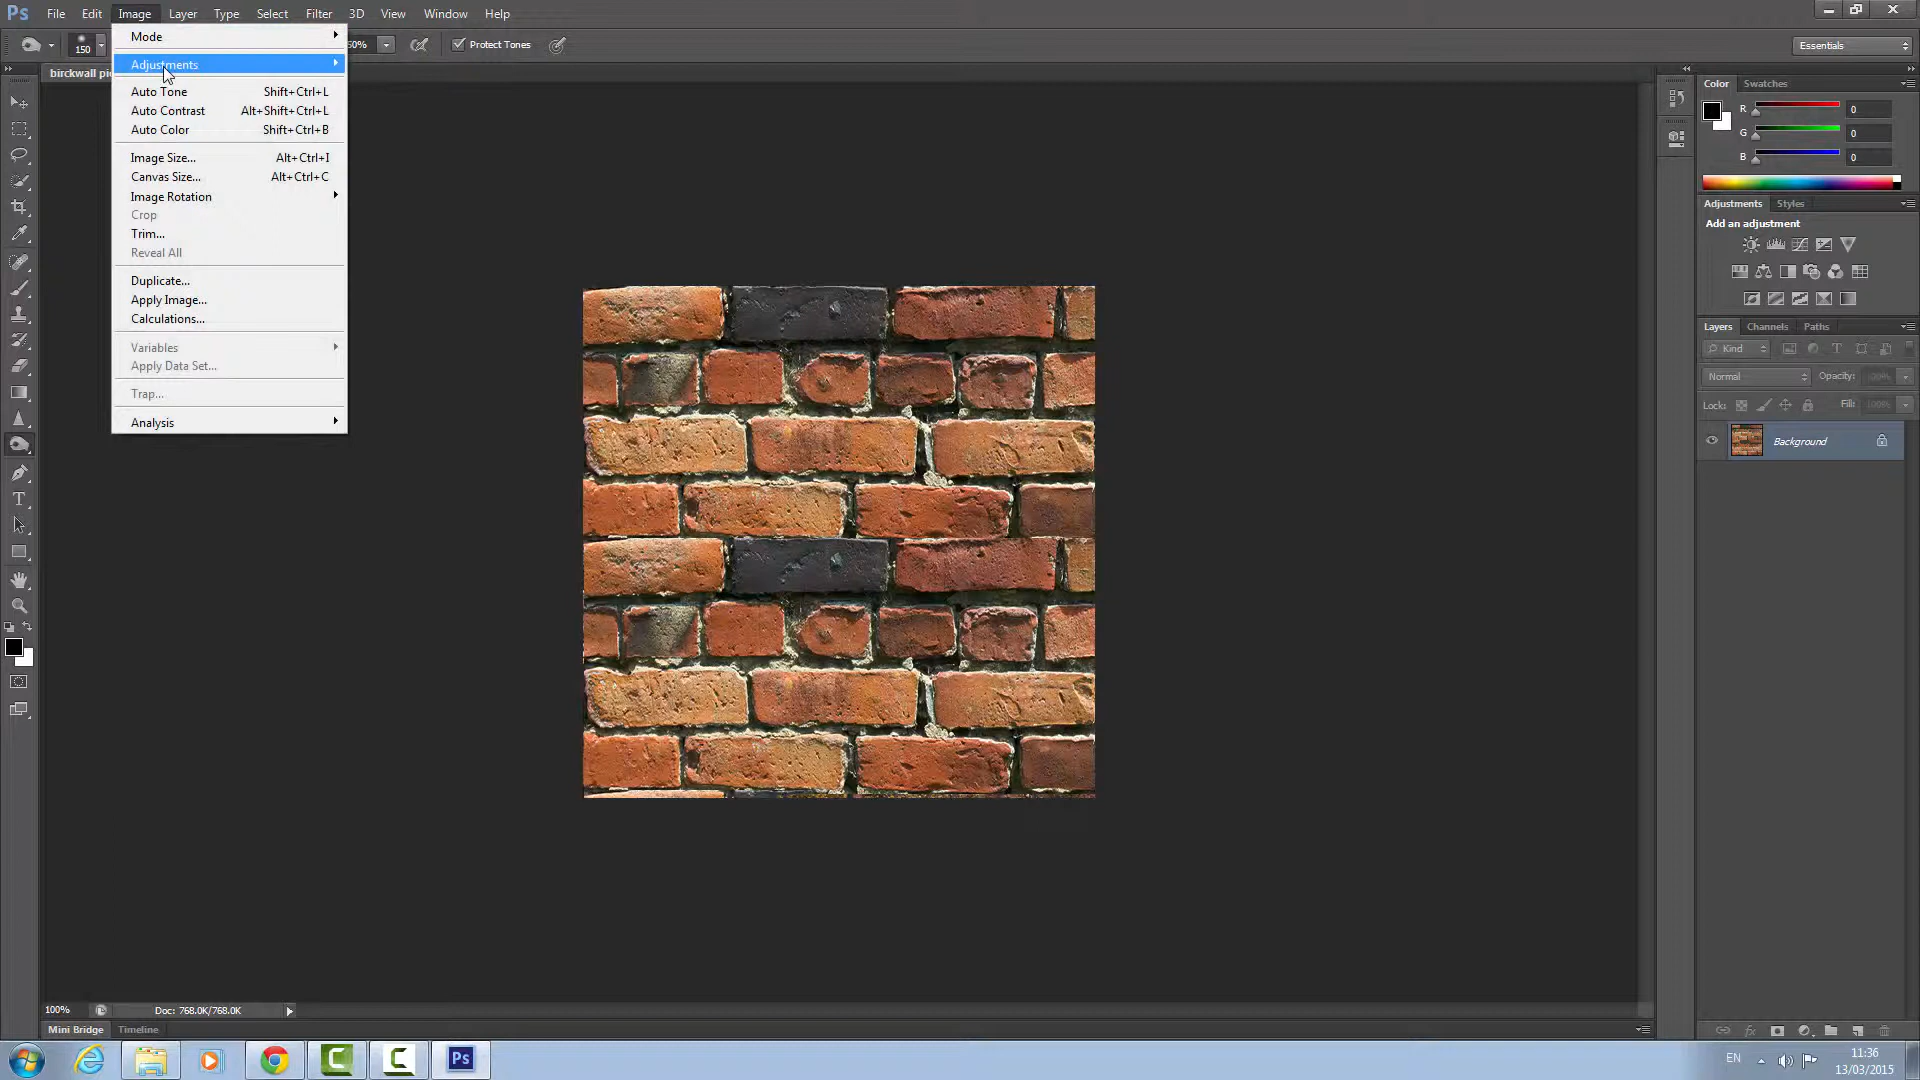 Ps File Edit Image Layer Type Select Filter 3D View Window Help
150 50% Protect Tones Essentials
birckwall
Mode
Adjustments
Auto Tone Shift+Ctrl+L
Auto Contrast Alt+Shift+Ctrl+L
Auto Color Shift+Ctrl+B
Image Size... Alt+Ctrl+I
Canvas Size... Alt+Ctrl+C
Image Rotation
Crop
Trim...
Reveal All
Duplicate...
Apply Image...
Calculations...
Variables
Apply Data Set...
Trap...
Analysis
Color Swatches
R 0
G 0
B 0
Adjustments Styles
Add an adjustment
Layers Channels Paths
Kind
Normal Opacity: 100%
Lock: Fill: 100%
Background
100% Doc: 768.0K/768.0K
Mini Bridge Timeline
Ps EN 11:36
13/03/2015